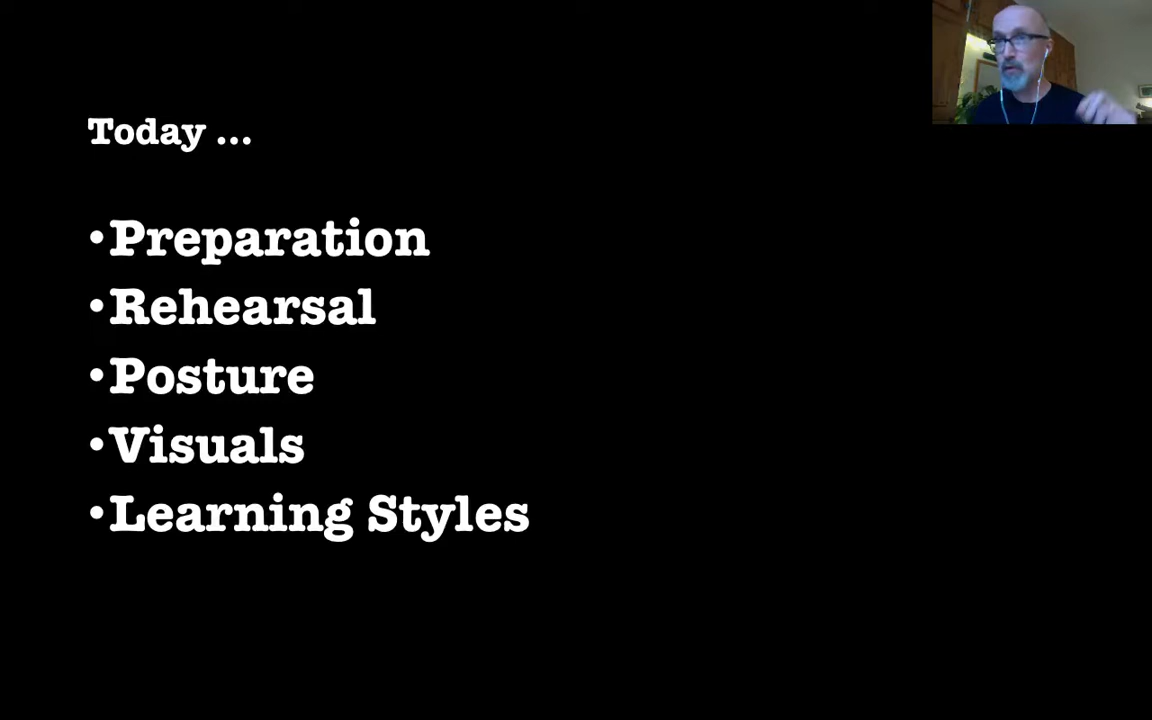 Today ...
•Preparation
•Rehearsal
•Posture
•Visuals
•Learning Styles